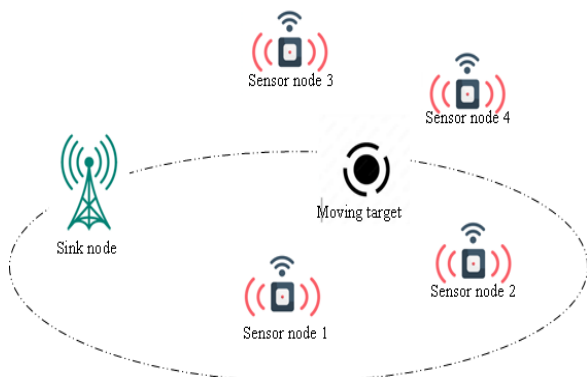 Sensor node 3
Sensor node 4
Moving target
Sink node
Sensor node 2
Sensor node 1